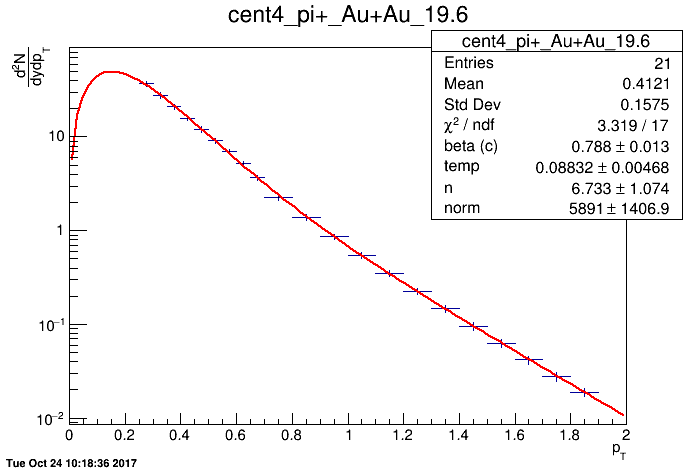 cent4_pi+_Au+Au_19.6
d²N
dydp_T
cent4_pi+_Au+Au_19.6
Entries 21
Mean 0.4121
Std Dev 0.1575
χ² / ndf 3.319 / 17
beta (c) 0.788 ± 0.013
temp 0.08832 ± 0.00468
n 6.733 ± 1.074
norm 5891 ± 1406.9
10
1
10⁻¹
10⁻²
0 0.2 0.4 0.6 0.8 1 1.2 1.4 1.6 1.8 2
p_T
Tue Oct 24 10:18:36 2017